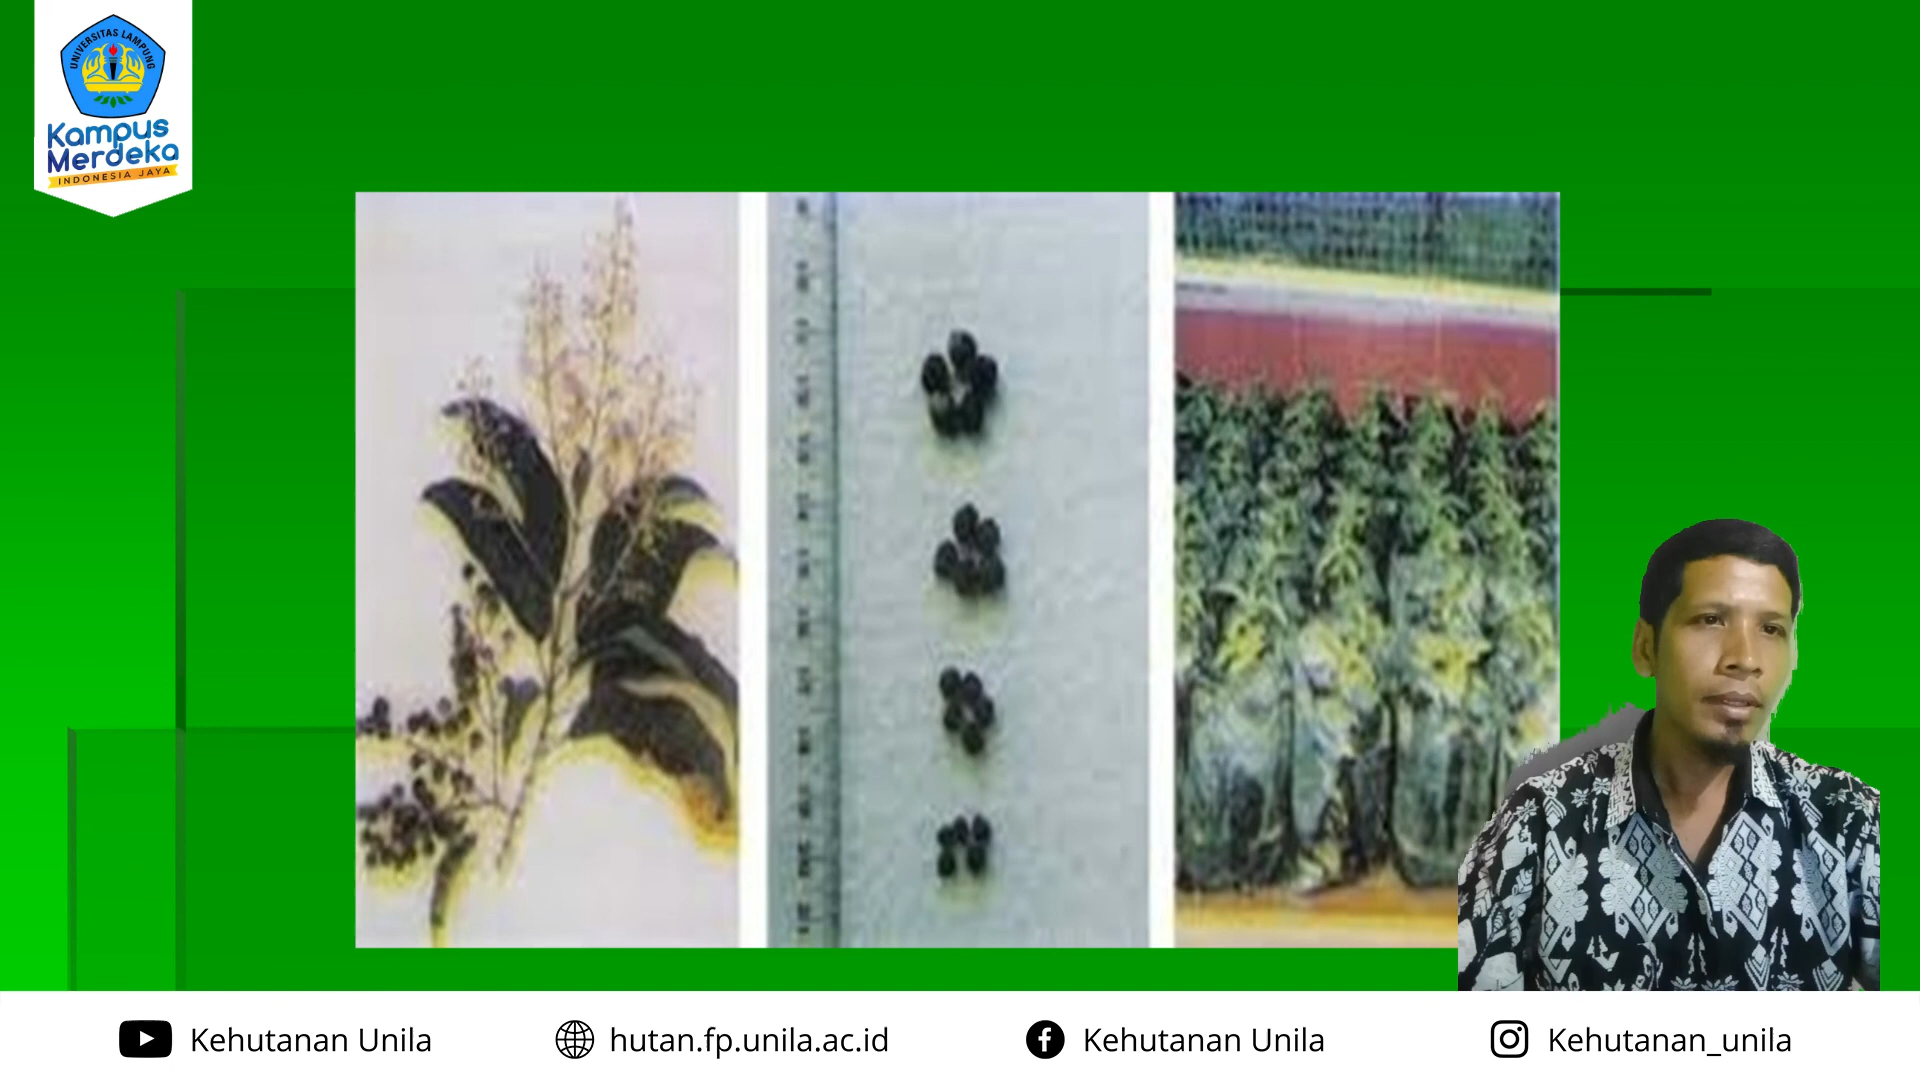 UNIVERSITAS LAMPUNG
Kampus
Merdeka
INDONESIA JAYA
Kehutanan Unila
hutan.fp.unila.ac.id
Kehutanan Unila
Kehutanan_unila